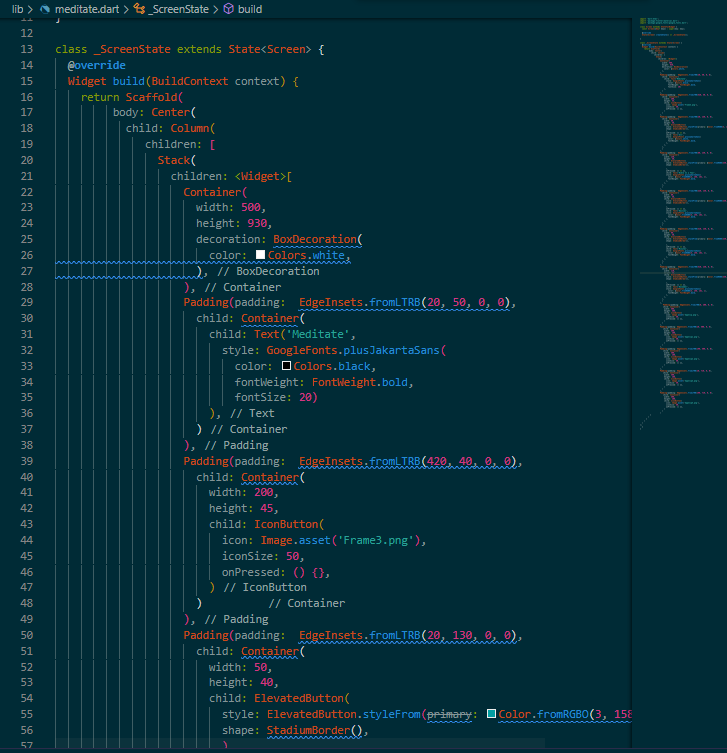 lib > meditate.dart > _ScreenState > build
11 }
12
13 class _ScreenState extends State<Screen> {
14 @override
15 Widget build(BuildContext context) {
16 return Scaffold(
17 body: Center(
18 child: Column(
19 children: [
20 Stack(
21 children: <Widget>[
22 Container(
23 width: 500,
24 height: 930,
25 decoration: BoxDecoration(
26 color: Colors.white,
27 ), // BoxDecoration
28 ), // Container
29 Padding(padding: EdgeInsets.fromLTRB(20, 50, 0, 0),
30 child: Container(
31 child: Text('Meditate',
32 style: GoogleFonts.plusJakartaSans(
33 color: Colors.black,
34 fontWeight: FontWeight.bold,
35 fontSize: 20)
36 ), // Text
37 ) // Container
38 ), // Padding
39 Padding(padding: EdgeInsets.fromLTRB(420, 40, 0, 0),
40 child: Container(
41 width: 200,
42 height: 45,
43 child: IconButton(
44 icon: Image.asset('Frame3.png'),
45 iconSize: 50,
46 onPressed: () {},
47 ) // IconButton
48 ) // Container
49 ), // Padding
50 Padding(padding: EdgeInsets.fromLTRB(20, 130, 0, 0),
51 child: Container(
52 width: 50,
53 height: 40,
54 child: ElevatedButton(
55 style: ElevatedButton.styleFrom(primary: Color.fromRGBO(3, 158
56 shape: StadiumBorder(),
57 )